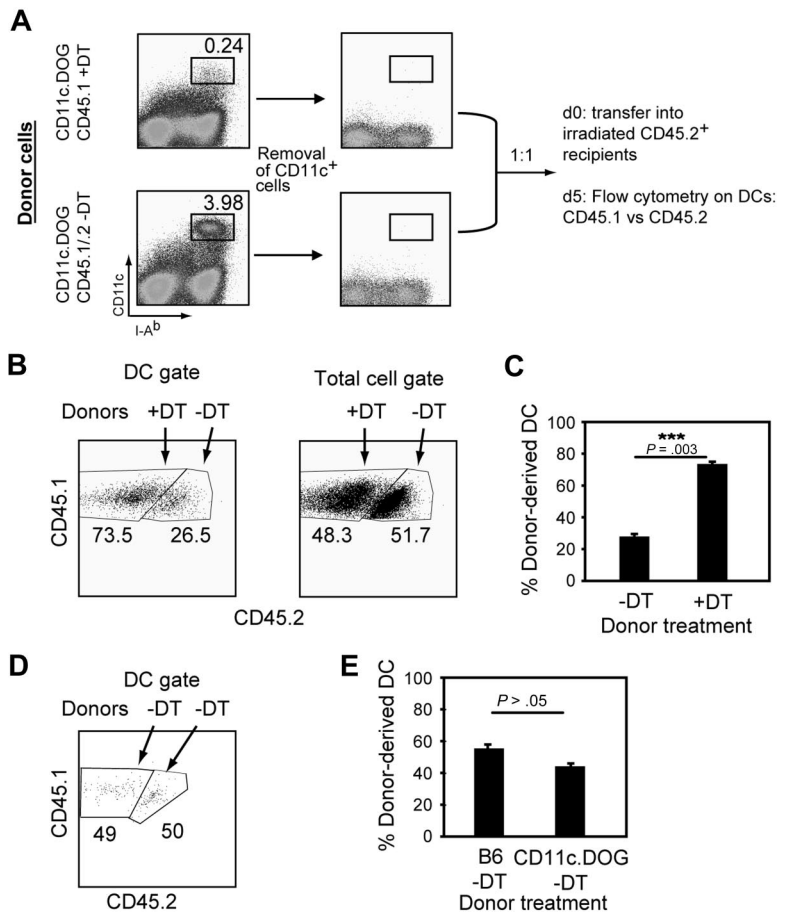 A
Donor cells
CD11c.DOG
CD45.1 +DT
0.24
CD11c.DOG
CD45.1/.2 -DT
3.98
CD11c
I-Ab
Removal
of CD11c+
cells
1:1
d0: transfer into
irradiated CD45.2+
recipients
d5: Flow cytometry on DCs:
CD45.1 vs CD45.2
B
DC gate
Total cell gate
Donors +DT -DT
+DT -DT
CD45.1
73.5 26.5
48.3 51.7
CD45.2
C
% Donor-derived DC
100
80
60
40
20
0
***
P = .003
-DT +DT
Donor treatment
D
DC gate
Donors -DT -DT
CD45.1
49 50
CD45.2
E
% Donor-derived DC
100
80
60
40
20
0
P > .05
B6 CD11c.DOG
-DT -DT
Donor treatment